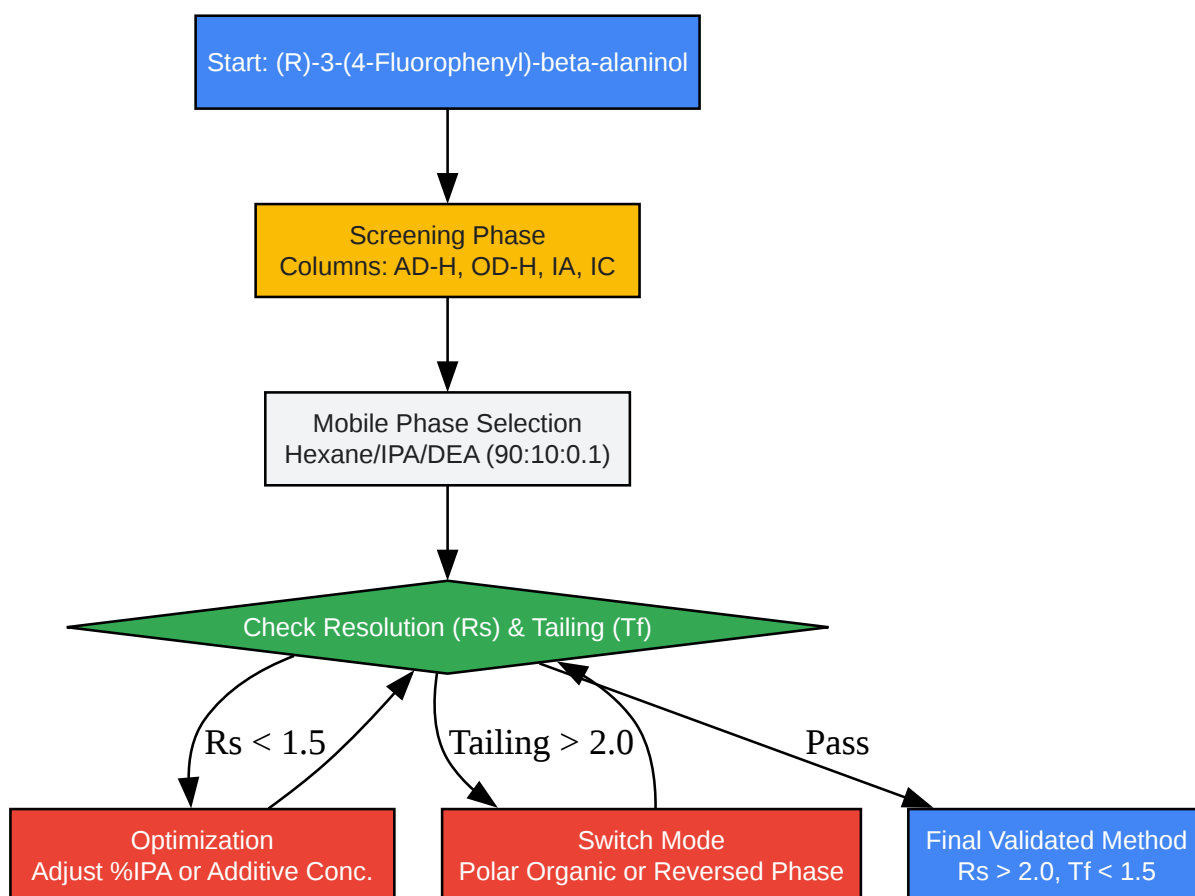 Start: (R)-3-(4-Fluorophenyl)-beta-alaninol
Screening Phase
Columns: AD-H, OD-H, IA, IC
Mobile Phase Selection
Hexane/IPA/DEA (90:10:0.1)
Check Resolution (Rs) & Tailing (Tf)
Rs < 1.5
Tailing > 2.0
Pass
Optimization
Adjust %IPA or Additive Conc.
Switch Mode
Polar Organic or Reversed Phase
Final Validated Method
Rs > 2.0, Tf < 1.5